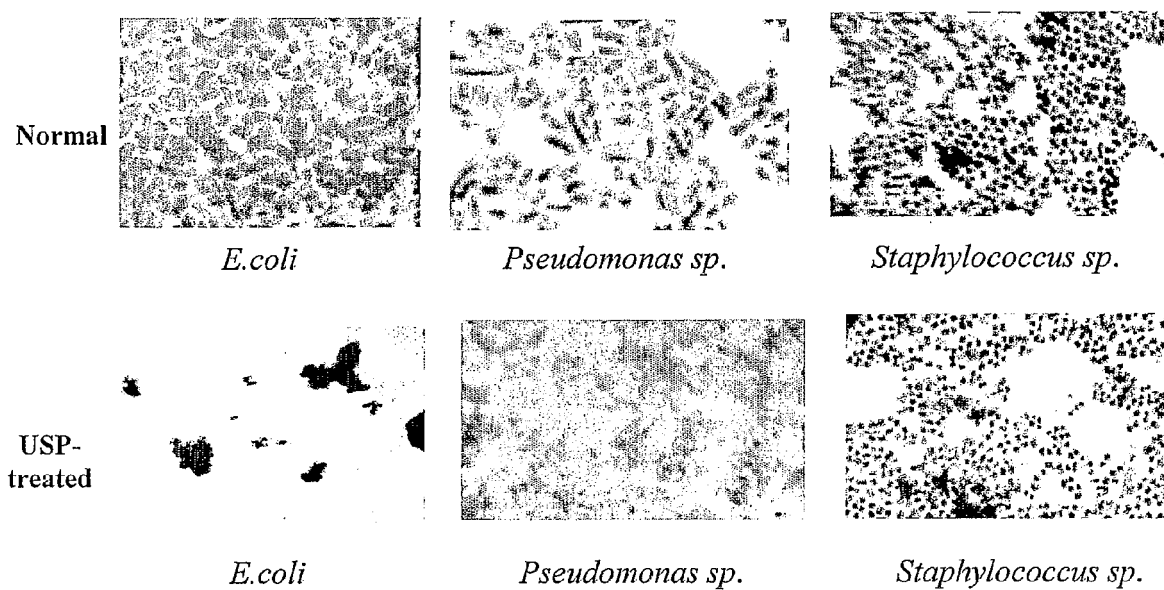 Normal
E.coli
Pseudomonas sp.
Staphylococcus sp.
USP-
treated
E.coli
Pseudomonas sp.
Staphylococcus sp.